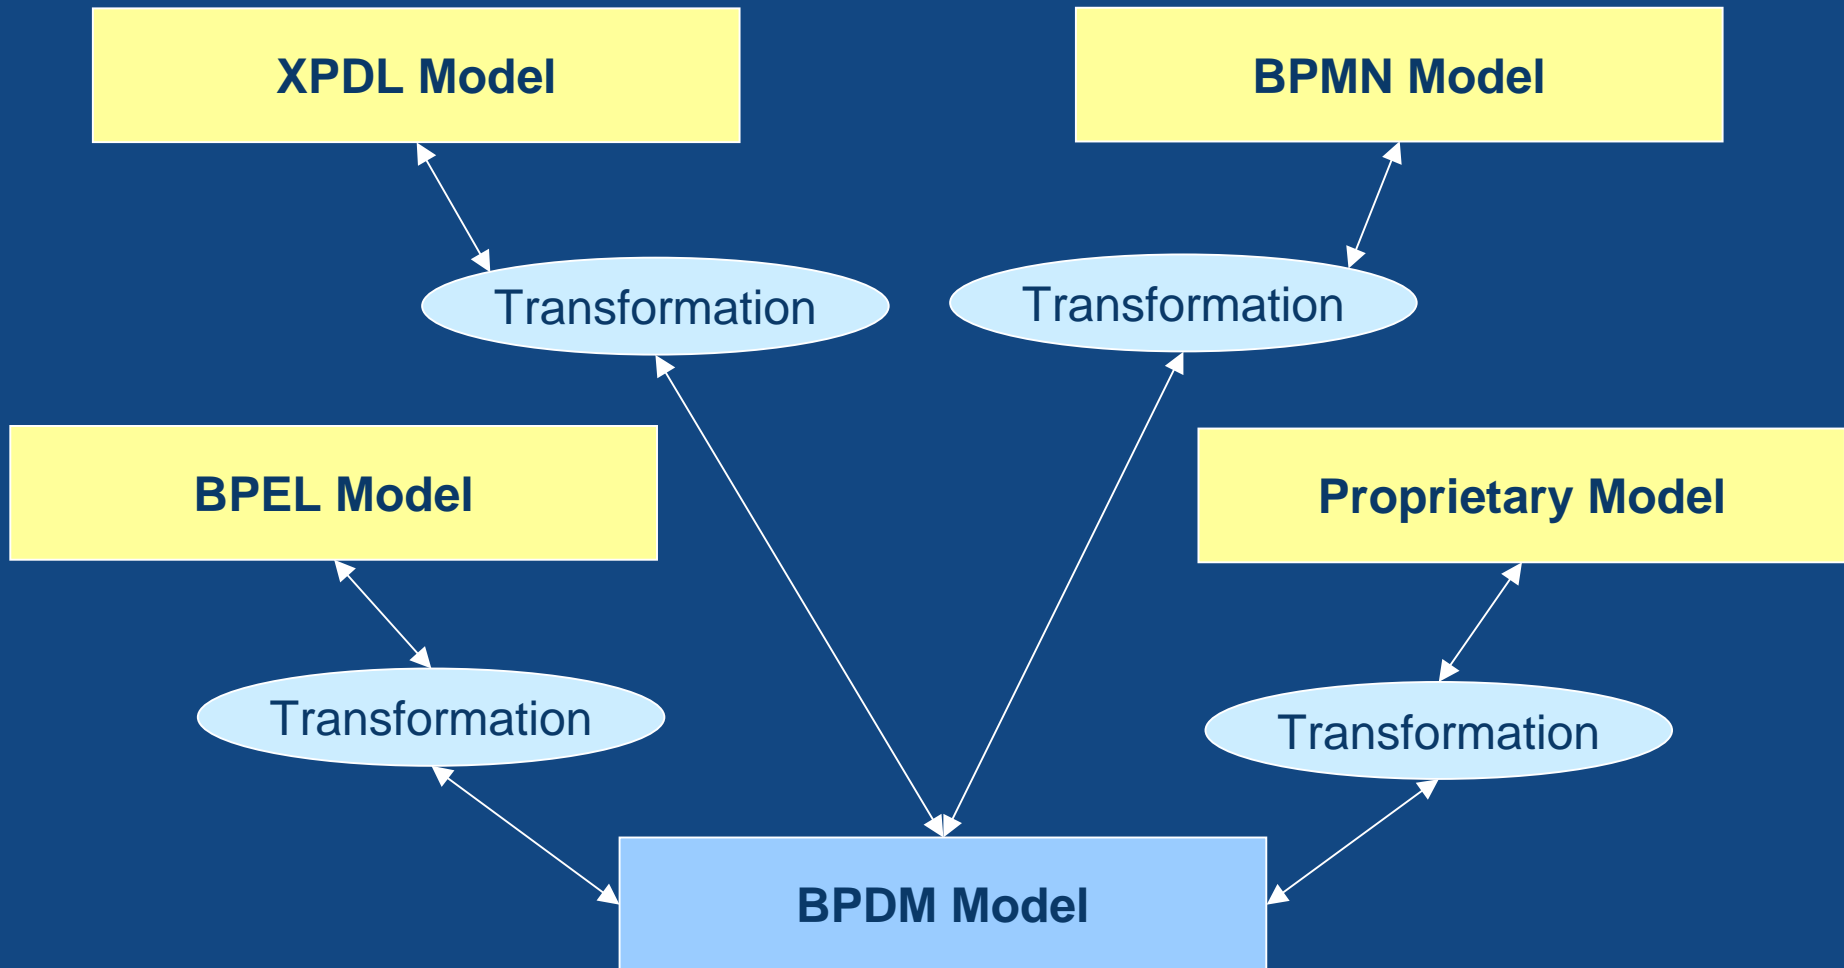 XPDL Model
BPMN Model
Transformation
Transformation
BPEL Model
Proprietary Model
Transformation
Transformation
BPDM Model